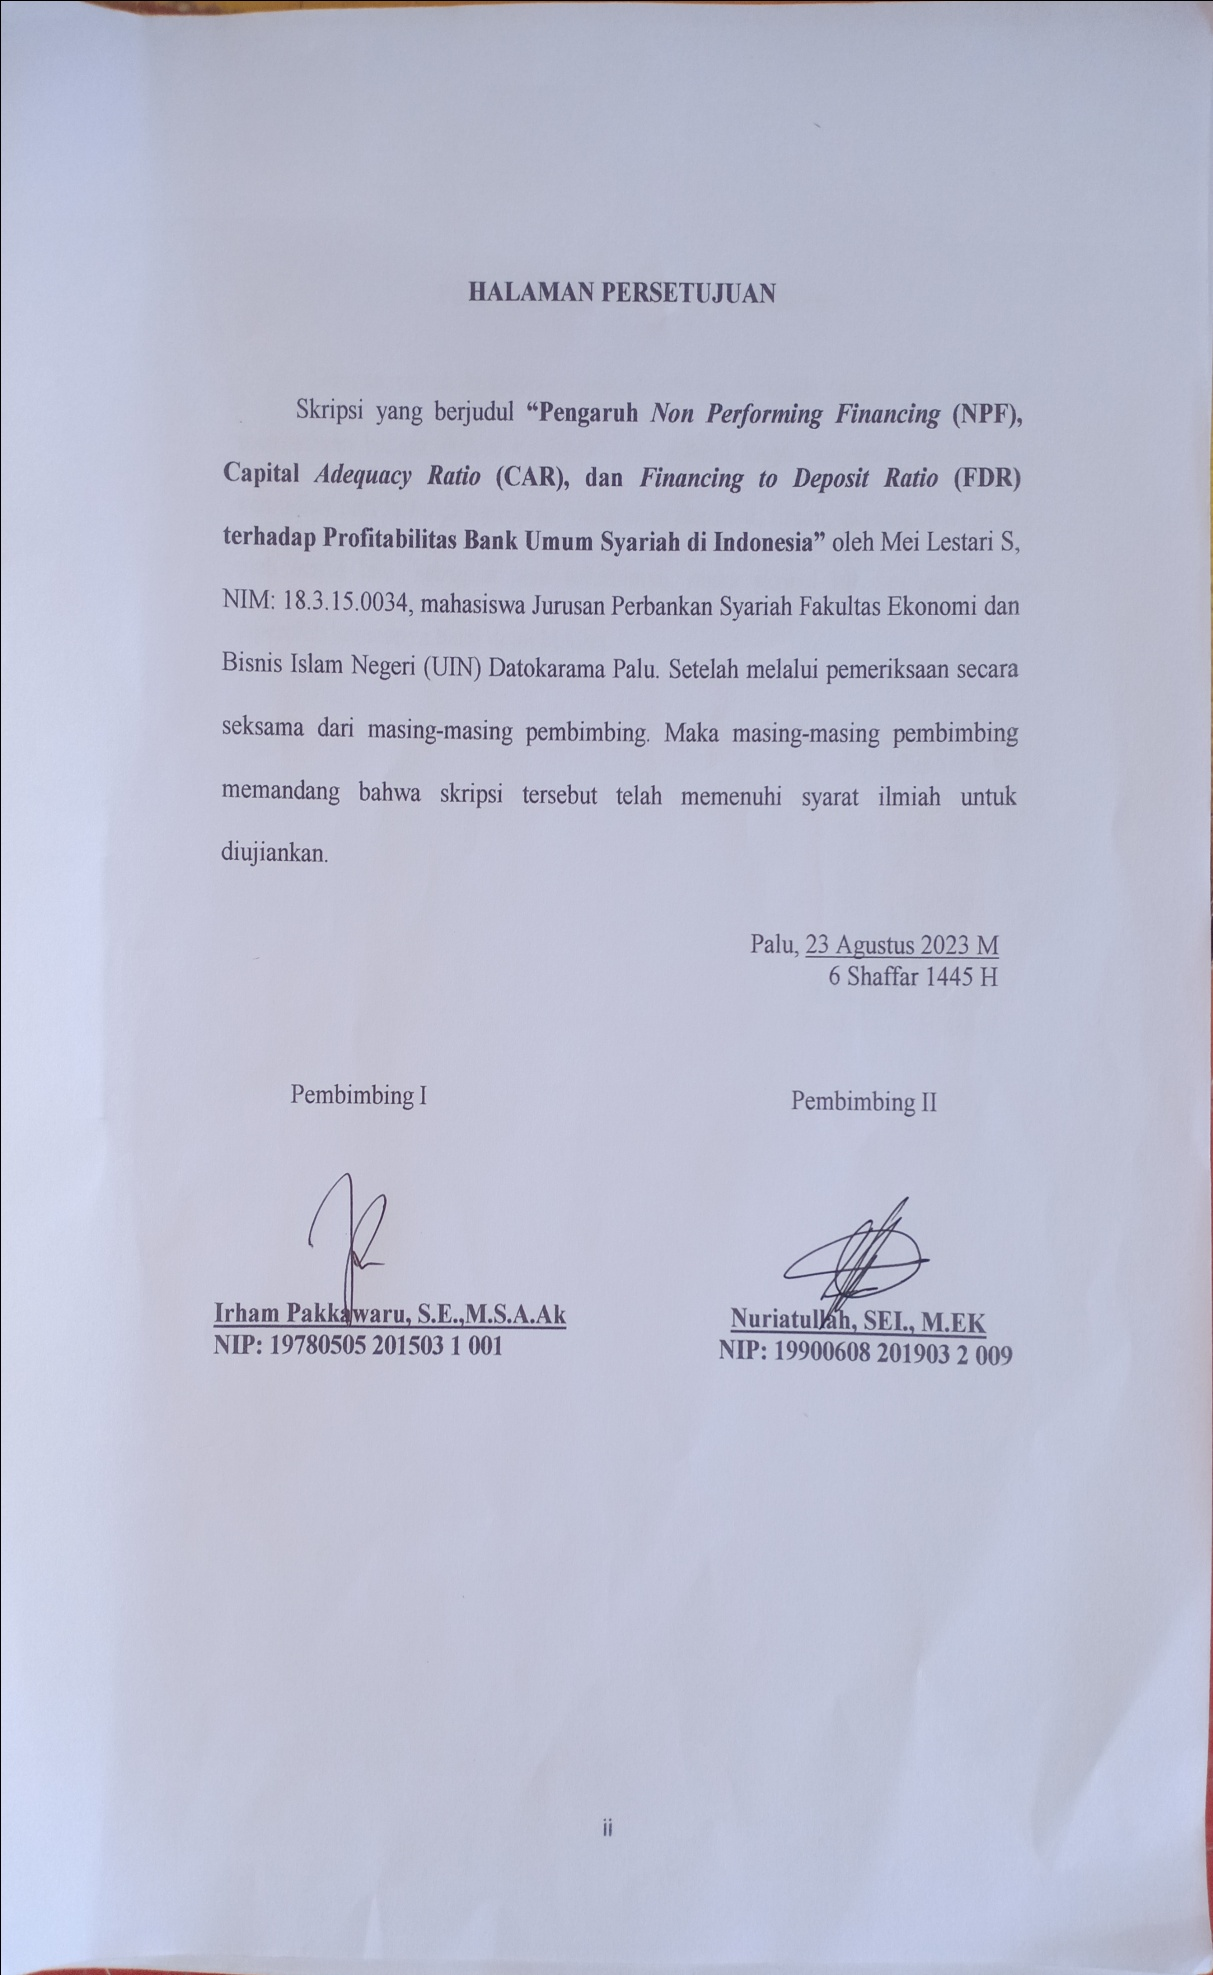 HALAMAN PERSETUJUAN
Skripsi yang berjudul “Pengaruh Non Performing Financing (NPF),
Capital Adequacy Ratio (CAR), dan Financing to Deposit Ratio (FDR)
terhadap Profitabilitas Bank Umum Syariah di Indonesia” oleh Mei Lestari S,
NIM: 18.3.15.0034, mahasiswa Jurusan Perbankan Syariah Fakultas Ekonomi dan
Bisnis Islam Negeri (UIN) Datokarama Palu. Setelah melalui pemeriksaan secara
seksama dari masing-masing pembimbing. Maka masing-masing pembimbing
memandang bahwa skripsi tersebut telah memenuhi syarat ilmiah untuk
diujiankan.
Palu, 23 Agustus 2023 M
6 Shaffar 1445 H
Pembimbing I
Pembimbing II
Irham Pakkawaru, S.E.,M.S.A.Ak
NIP: 19780505 201503 1 001
Nuriatullah, SEI., M.EK
NIP: 19900608 201903 2 009
ii